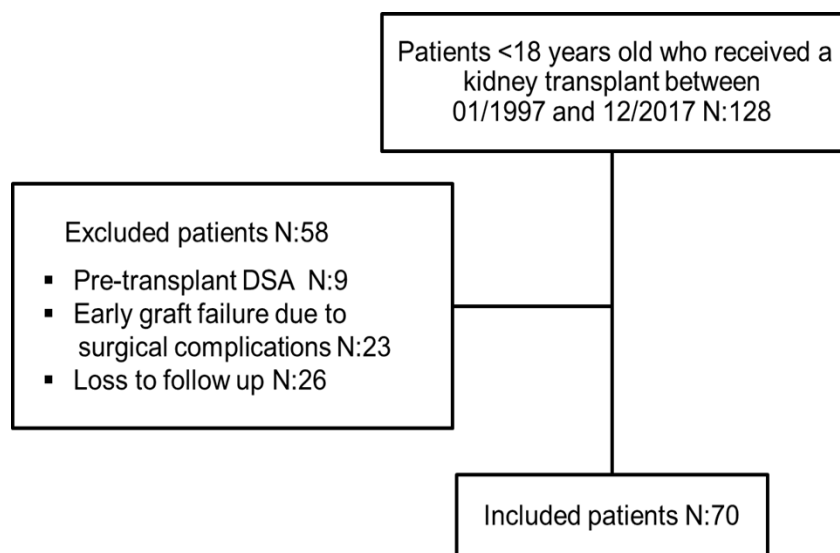 Patients <18 years old who received a
kidney transplant between
01/1997 and 12/2017 N:128
Excluded patients N:58
▪ Pre-transplant DSA N:9
▪ Early graft failure due to
surgical complications N:23
▪ Loss to follow up N:26
Included patients N:70